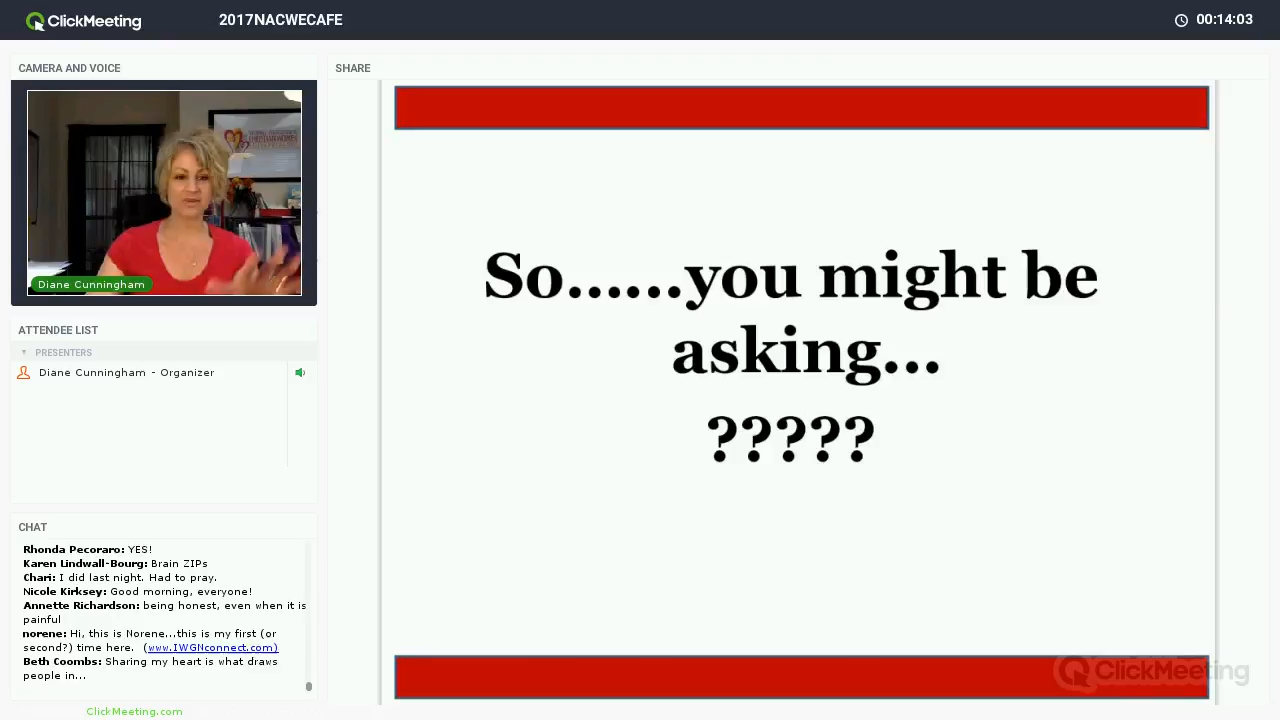 ClickMeeting
2017NACWECAFE
00:14:03
CAMERA AND VOICE
Diane Cunningham
ATTENDEE LIST
PRESENTERS
Diane Cunningham - Organizer
CHAT
Rhonda Pecoraro: YES!
Karen Lindwall-Bourg: Brain ZIPs
Chari: I did last night. Had to pray.
Nicole Kirksey: Good morning, everyone!
Annette Richardson: being honest, even when it is
painful
norene: Hi, this is Norene...this is my first (or
second?) time here. (www.IWGNconnect.com)
Beth Coombs: Sharing my heart is what draws
people in...
ClickMeeting.com
SHARE
So......you might be
asking...
?????
ClickMeeting